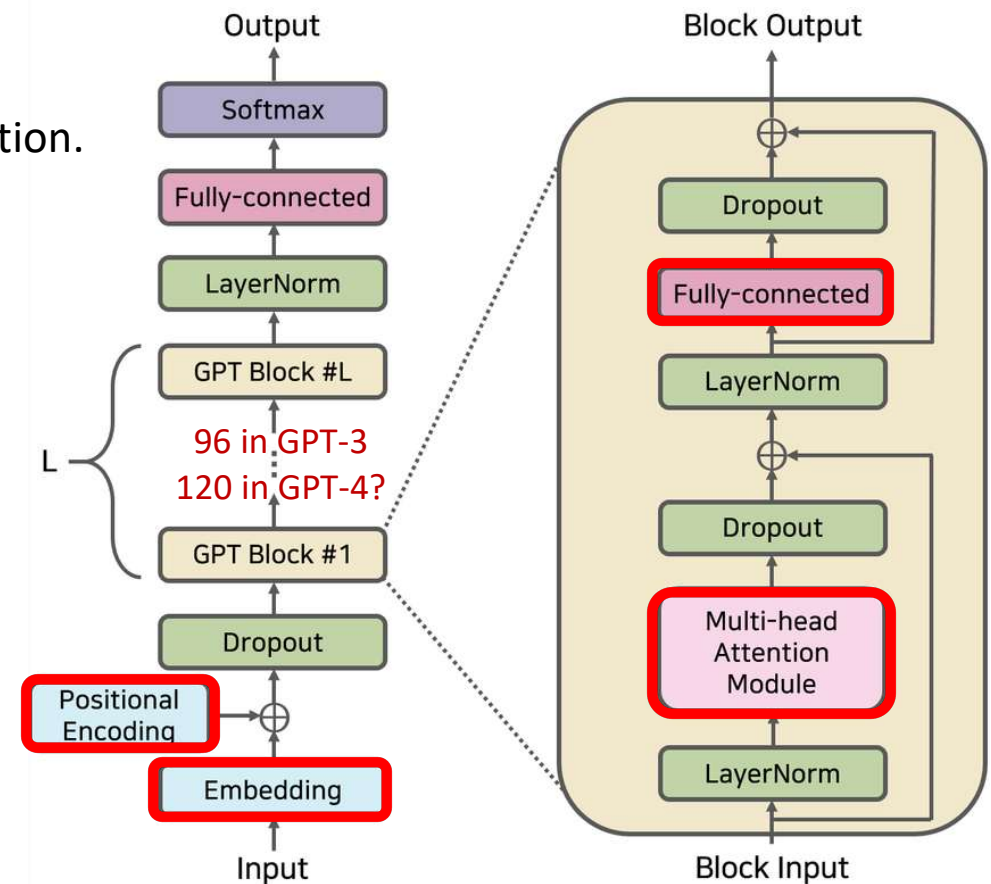 Output
Softmax
tion.
Fully-connected
LayerNorm
GPT Block #L
96 in GPT-3
L
120 in GPT-4?
GPT Block #1
Dropout
Positional
Encoding
Embedding
Input
Block Output
Dropout
Fully-connected
LayerNorm
Dropout
Multi-head
Attention
Module
LayerNorm
Block Input